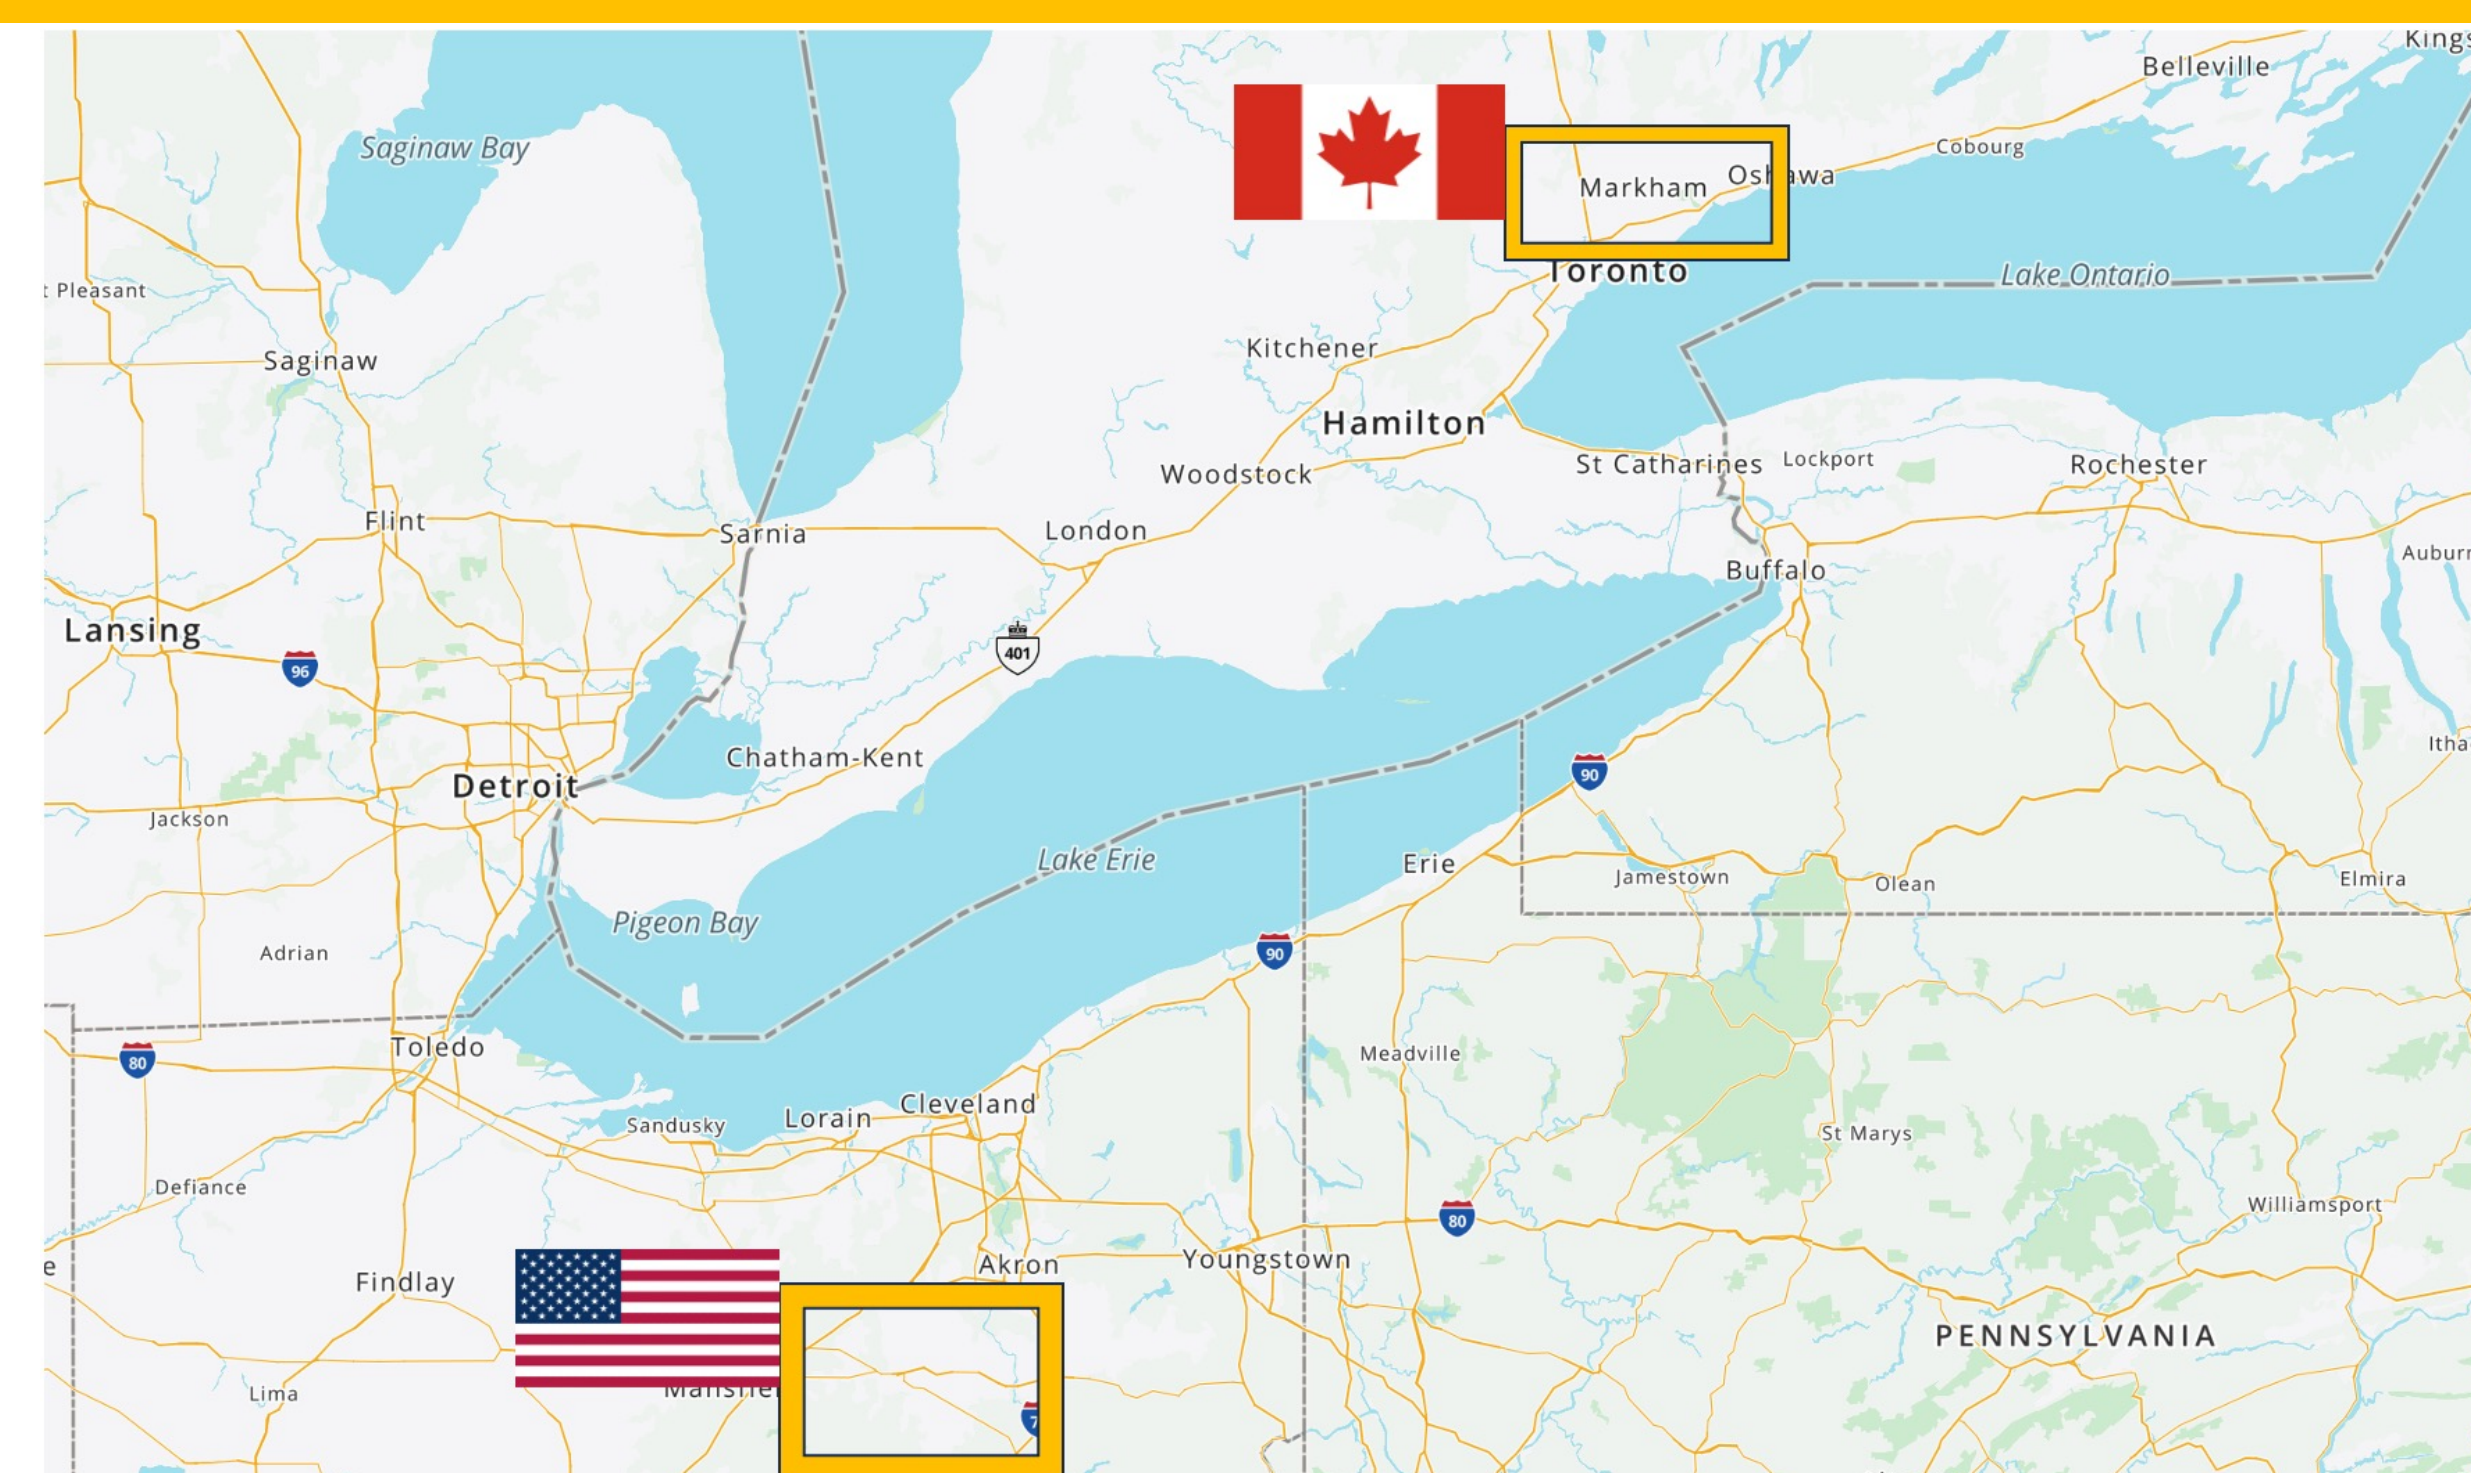 Kings
Belleville
Saginaw Bay
Cobourg
Oshawa
Markham
Toronto
Lake Ontario
t Pleasant
Kitchener
Saginaw
Hamilton
St Catharines
Lockport
Rochester
Woodstock
Flint
Sarnia
London
Auburn
Buffalo
Lansing
401
96
Itha
Chatham-Kent
90
Detroit
Jackson
Lake Erie
Erie
Jamestown
Olean
Elmira
Pigeon Bay
Adrian
90
Toledo
Meadville
80
Cleveland
Lorain
Sandusky
St Marys
Defiance
Williamsport
80
Youngstown
Akron
e
Findlay
PENNSYLVANIA
Lima
Mansfiel
7